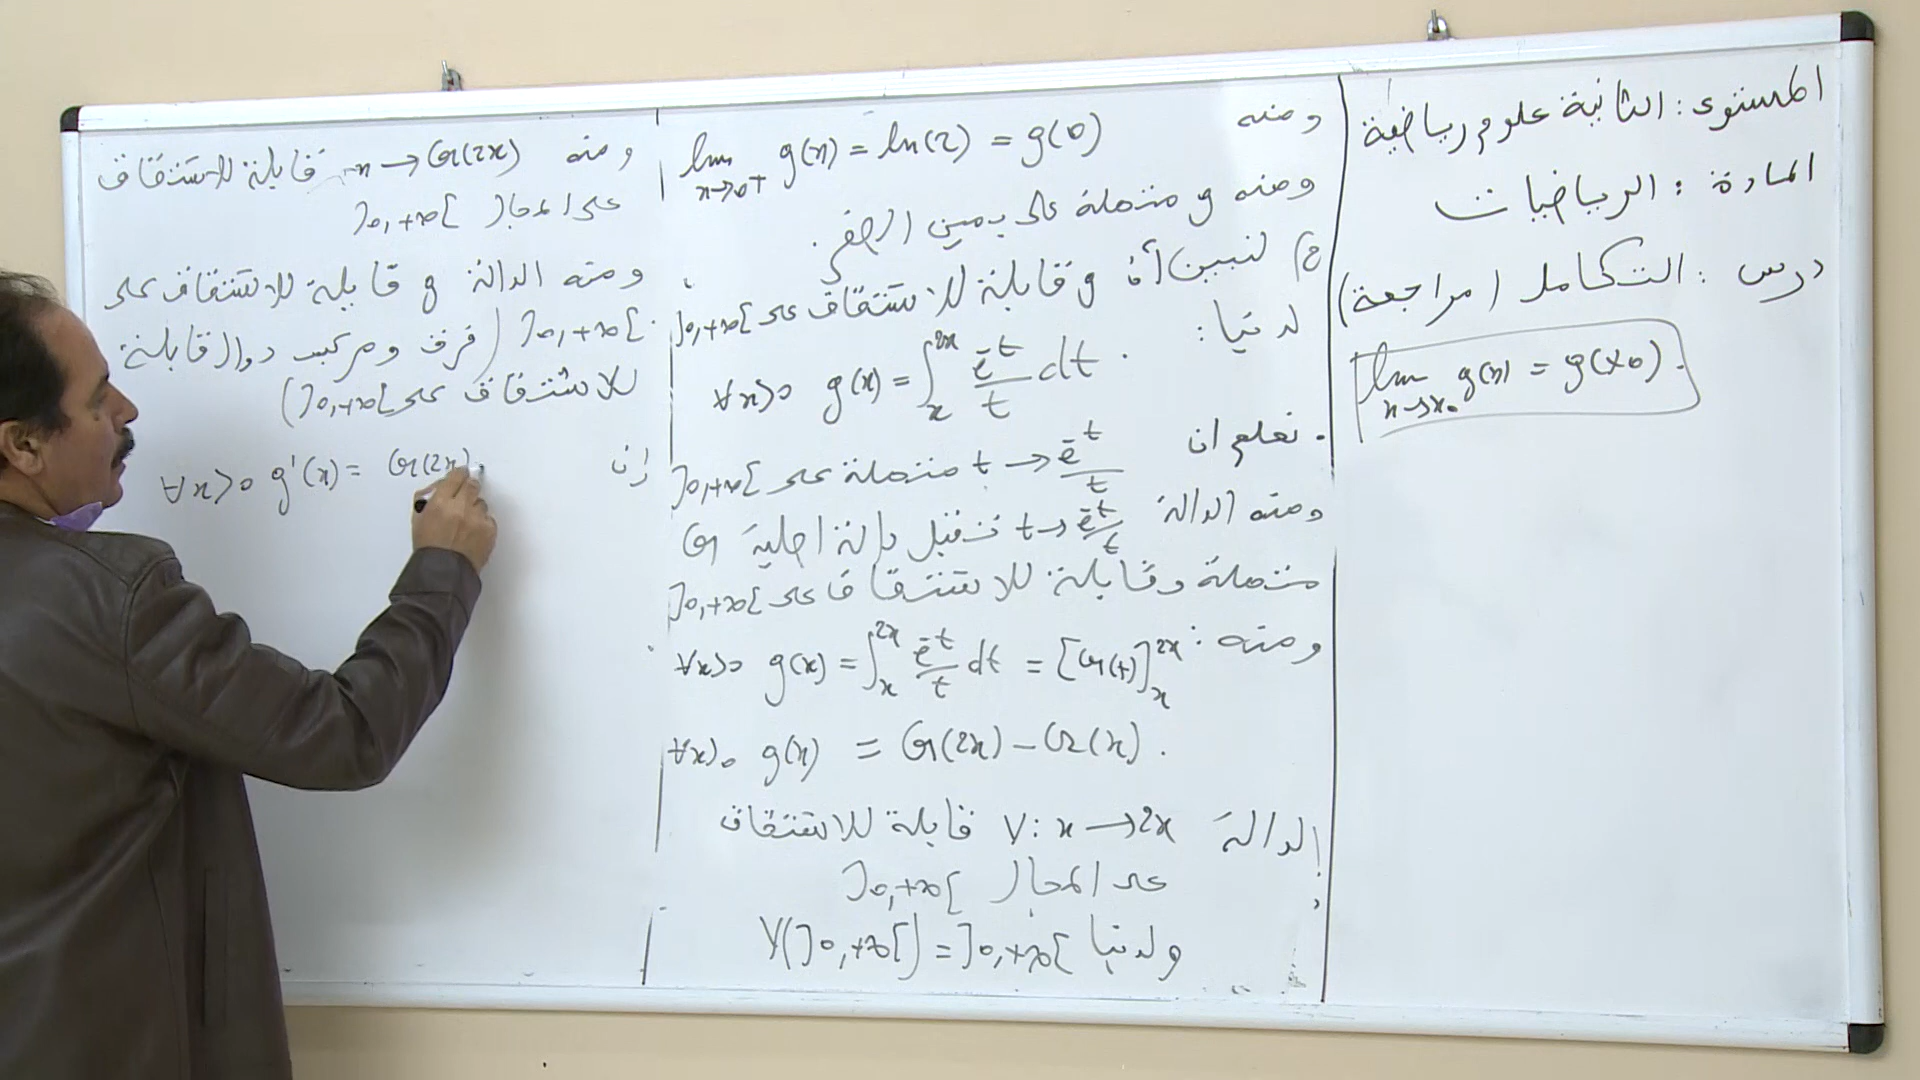 المستوى : الثانية علوم رياضية
المادة : الرياضيات
درس : التكامل (مراجعة)
lim g(x) = g(x₀).
x→x₀
ومنه lim g(x) = ln(2) = g(0)
x→0+
ومنه g متصلة على يمين الصفر.
لنبين أن g قابلة للاشتقاق على ]0,+∞[
لدينا :
∀x>0 g(x) = ∫ₓ²ˣ e⁻ᵗ/t dt .
. نعلم ان t → e⁻ᵗ/t متصلة على ]0,+∞[
ومنه الدالة t → e⁻ᵗ/t تقبل دالة اصلية G
متصلة وقابلة للاشتقاق على ]0,+∞[
ومنه : ∀x>0 g(x) = ∫ₓ²ˣ e⁻ᵗ/t dt = [G(t)]ₓ²ˣ
∀x>0 g(x) = G(2x) - G(x) .
الدالة V : x → 2x قابلة للاشتقاق
على المجال ]0,+∞[
ولدينا V(]0,+∞[) = ]0,+∞[
ومنه x → G(2x) قابلة للاشتقاق
على المجال ]0,+∞[
ومنه الدالة g قابلة للاشتقاق على
]0,+∞[ (فرق ومركب دوال قابلة
للاشتقاق على ]0,+∞[)
إذن ∀x>0 g'(x) = G(2x)